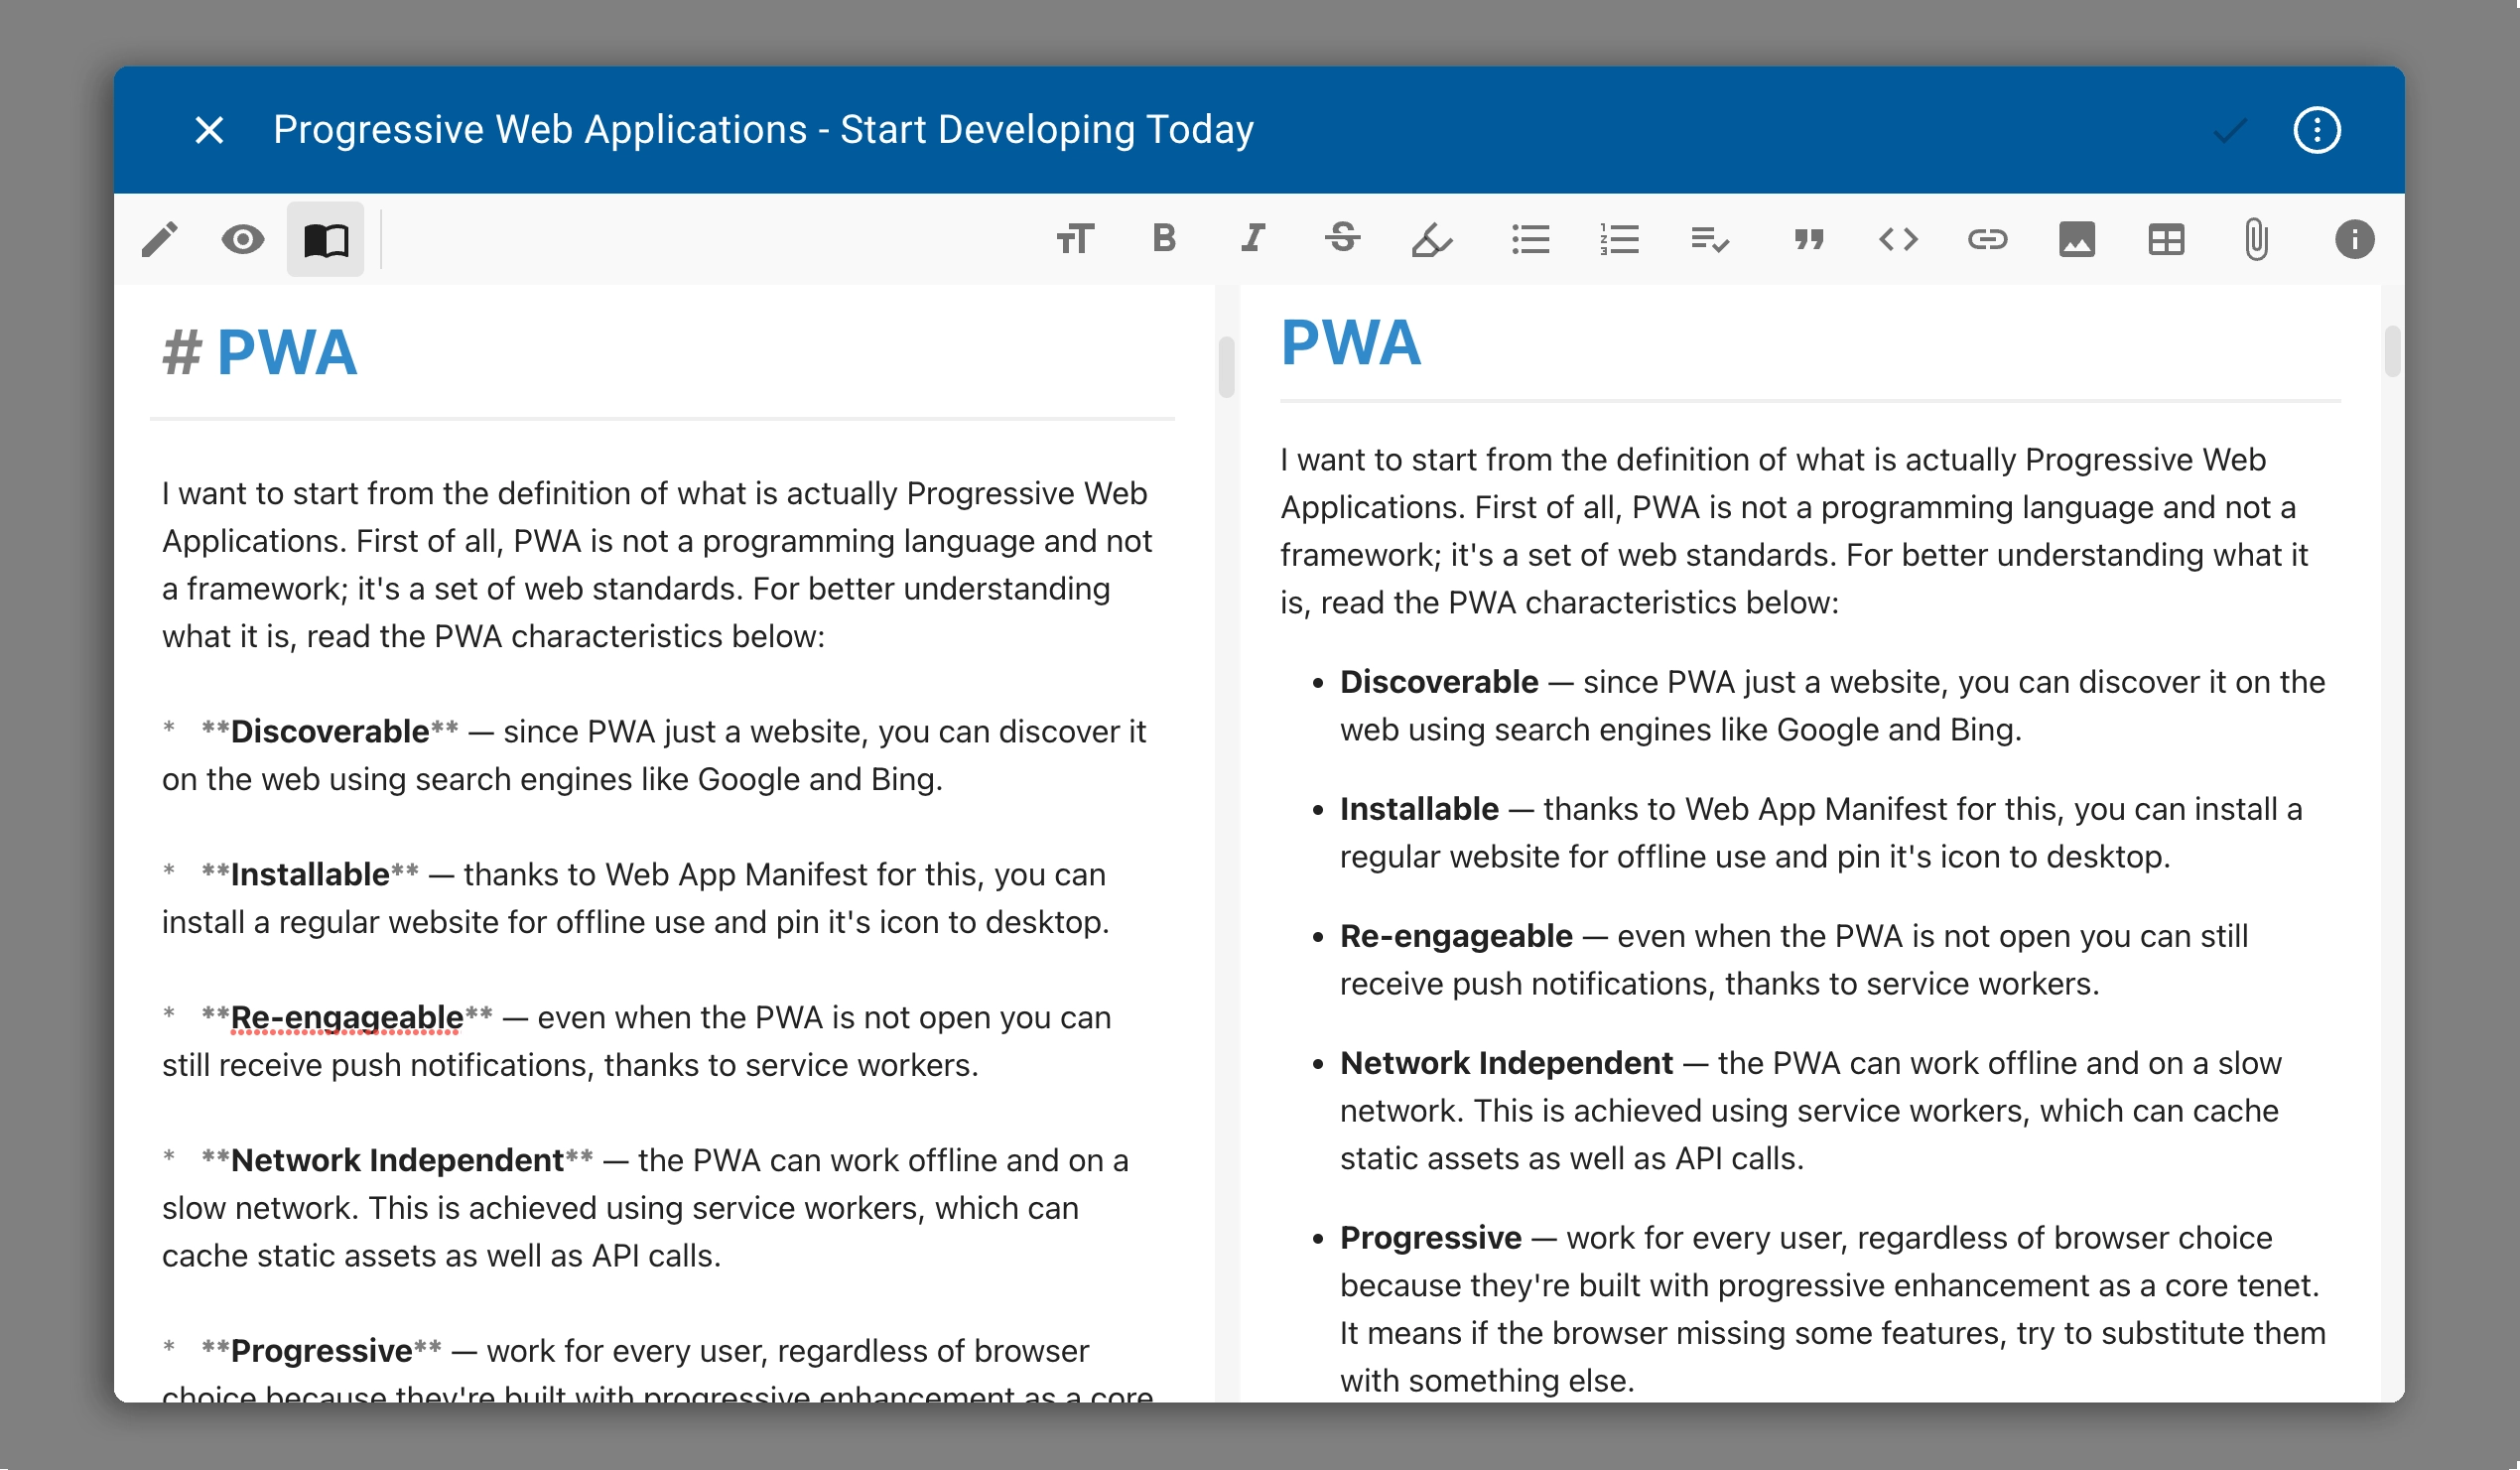 Progressive Web Applications - Start Developing Today
# PWA
I want to start from the definition of what is actually Progressive Web
Applications. First of all, PWA is not a programming language and not
a framework; it's a set of web standards. For better understanding
what it is, read the PWA characteristics below:
* **Discoverable** — since PWA just a website, you can discover it
on the web using search engines like Google and Bing.
* **Installable** — thanks to Web App Manifest for this, you can
install a regular website for offline use and pin it's icon to desktop.
* **Re-engageable** — even when the PWA is not open you can
still receive push notifications, thanks to service workers.
* **Network Independent** — the PWA can work offline and on a
slow network. This is achieved using service workers, which can
cache static assets as well as API calls.
* **Progressive** — work for every user, regardless of browser
choice because they're built with progressive enhancement as a core
PWA
I want to start from the definition of what is actually Progressive Web
Applications. First of all, PWA is not a programming language and not a
framework; it's a set of web standards. For better understanding what it
is, read the PWA characteristics below:
• Discoverable — since PWA just a website, you can discover it on the
web using search engines like Google and Bing.
• Installable — thanks to Web App Manifest for this, you can install a
regular website for offline use and pin it's icon to desktop.
• Re-engageable — even when the PWA is not open you can still
receive push notifications, thanks to service workers.
• Network Independent — the PWA can work offline and on a slow
network. This is achieved using service workers, which can cache
static assets as well as API calls.
• Progressive — work for every user, regardless of browser choice
because they're built with progressive enhancement as a core tenet.
It means if the browser missing some features, try to substitute them
with something else.